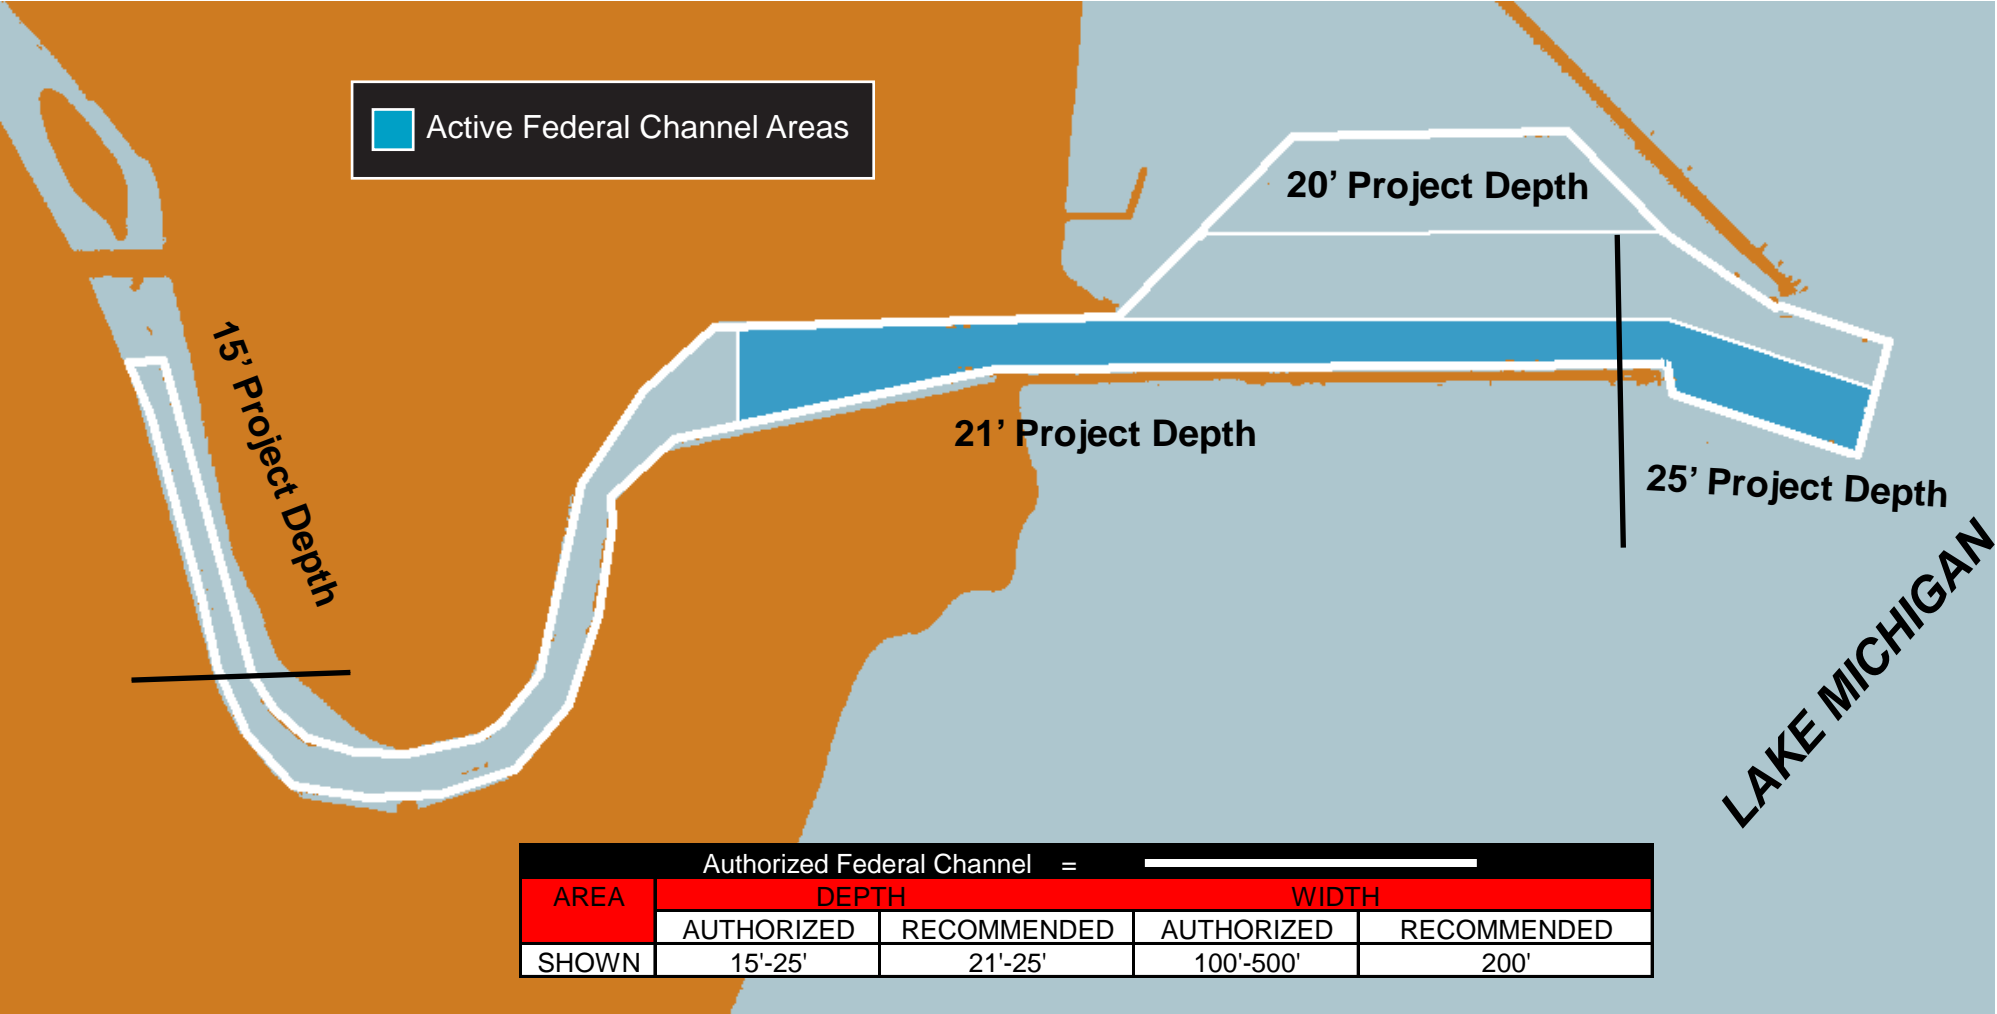 Active Federal Channel Areas
20’ Project Depth
15’ Project Depth
21’ Project Depth
25’ Project Depth
LAKE MICHIGAN
Authorized Federal Channel =
AREA DEPTH WIDTH
AUTHORIZED RECOMMENDED AUTHORIZED RECOMMENDED
SHOWN 15'-25' 21'-25' 100'-500' 200'